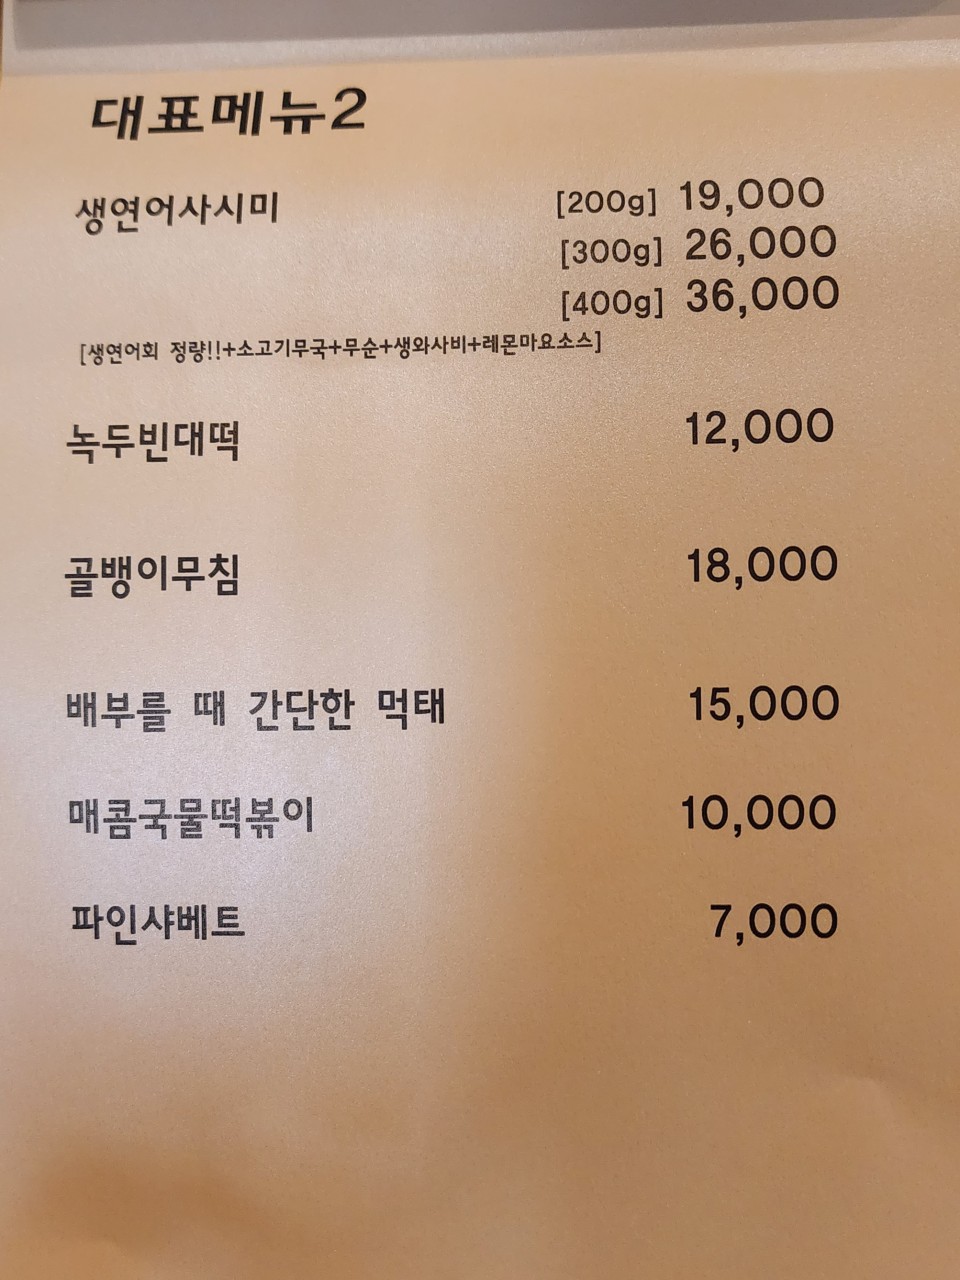 대표메뉴2
생연어사시미 [200g] 19,000
[300g] 26,000
[400g] 36,000
[생연어회 정량!!+소고기무국+무순+생와사비+레몬마요소스]
녹두빈대떡 12,000
골뱅이무침 18,000
배부를 때 간단한 먹태 15,000
매콤국물떡볶이 10,000
파인샤베트 7,000